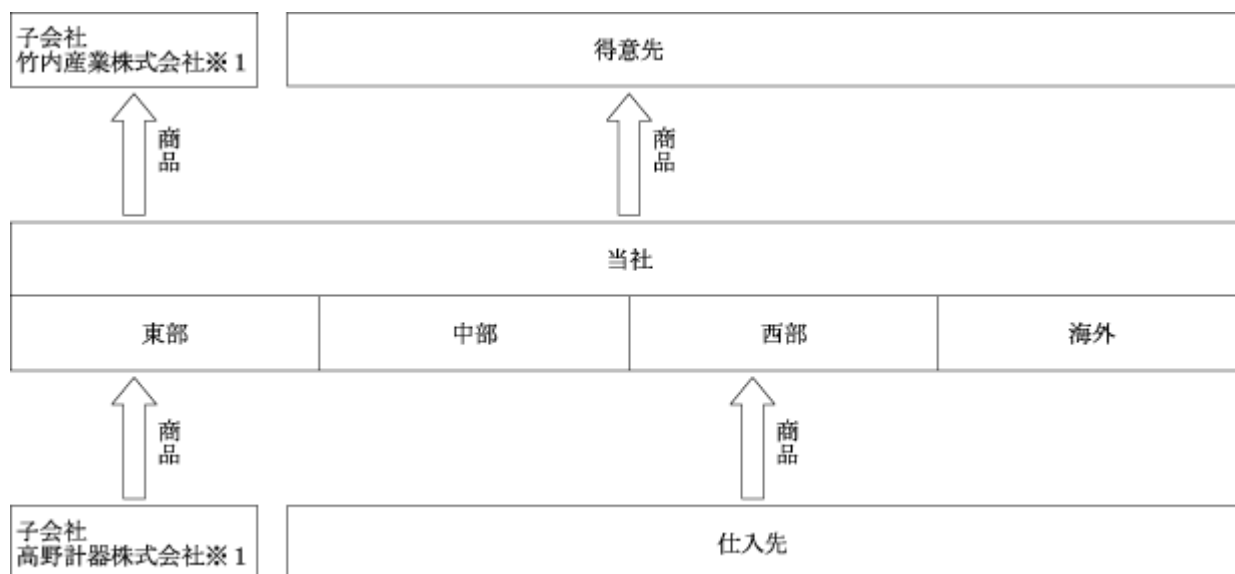 子会社
竹内産業株式会社※1
得意先
商品
商品
当社
東部
中部
西部
海外
商品
商品
子会社
高野計器株式会社※1
仕入先